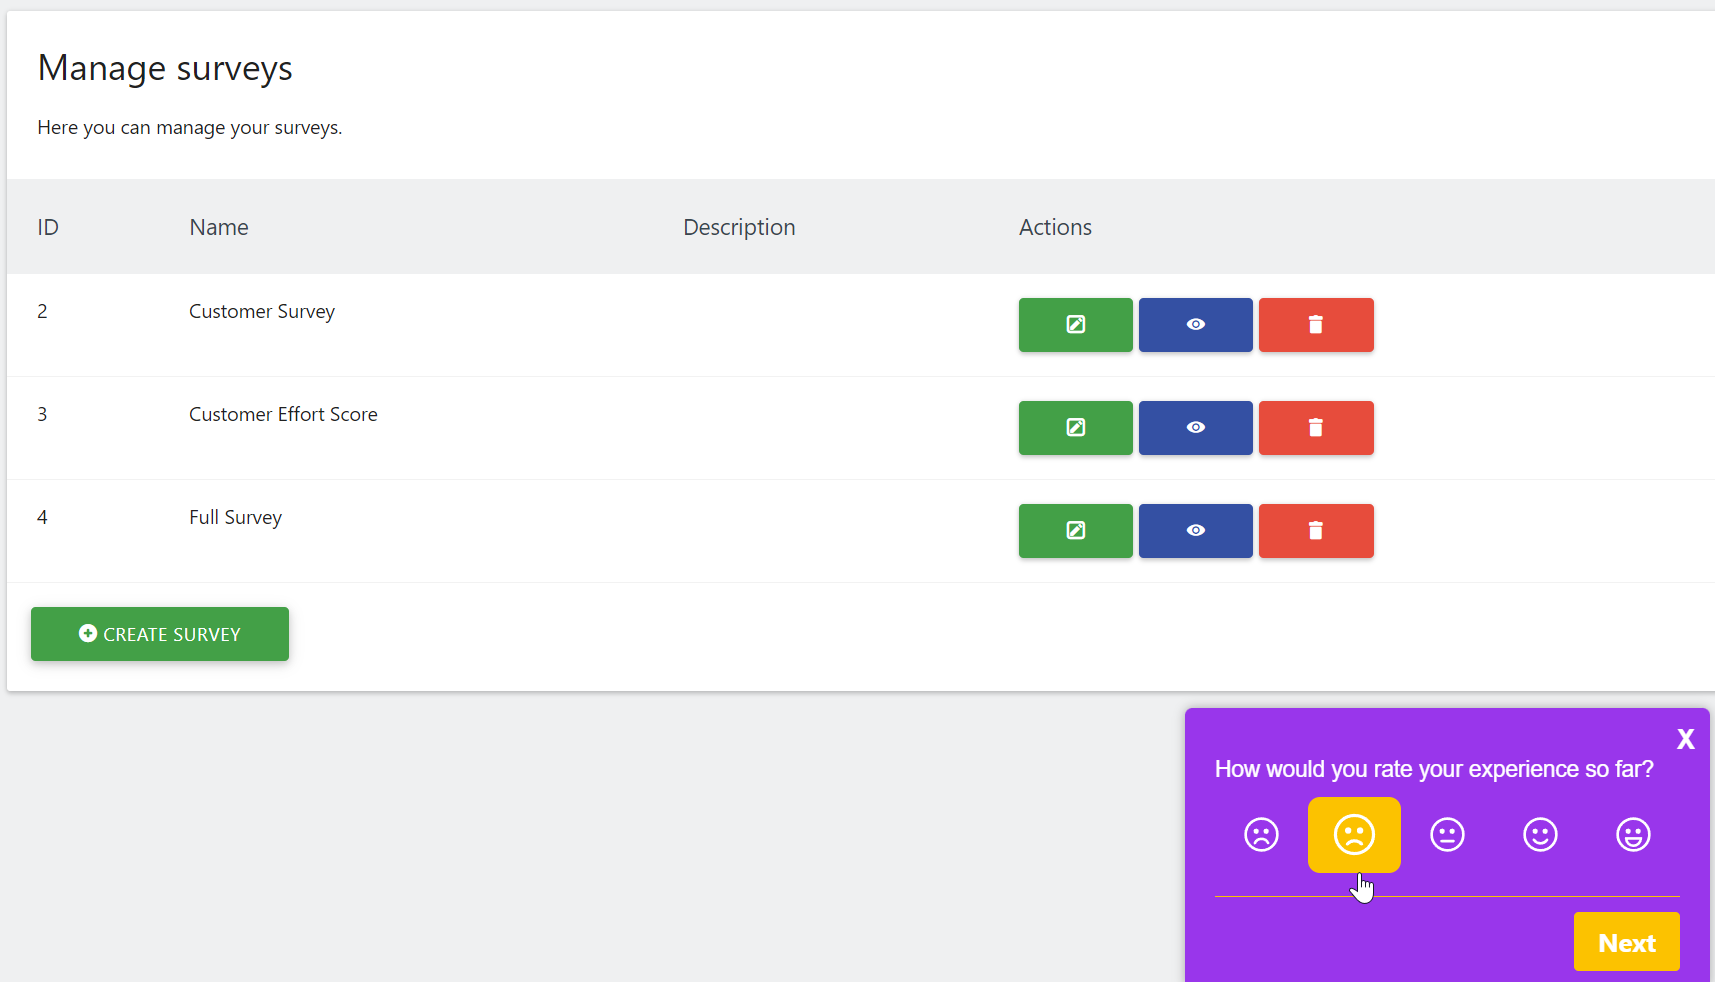 Manage surveys
Here you can manage your surveys.
ID Name Description Actions
2 Customer Survey
3 Customer Effort Score
4 Full Survey
CREATE SURVEY
X
How would you rate your experience so far?
Next